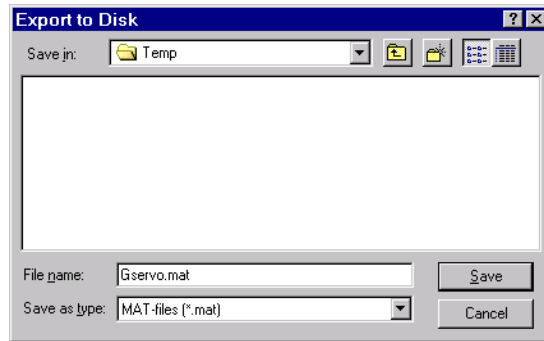 Export to Disk
Save in: Temp
File name: Gservo.mat
Save
Save as type: MAT-files (*.mat)
Cancel